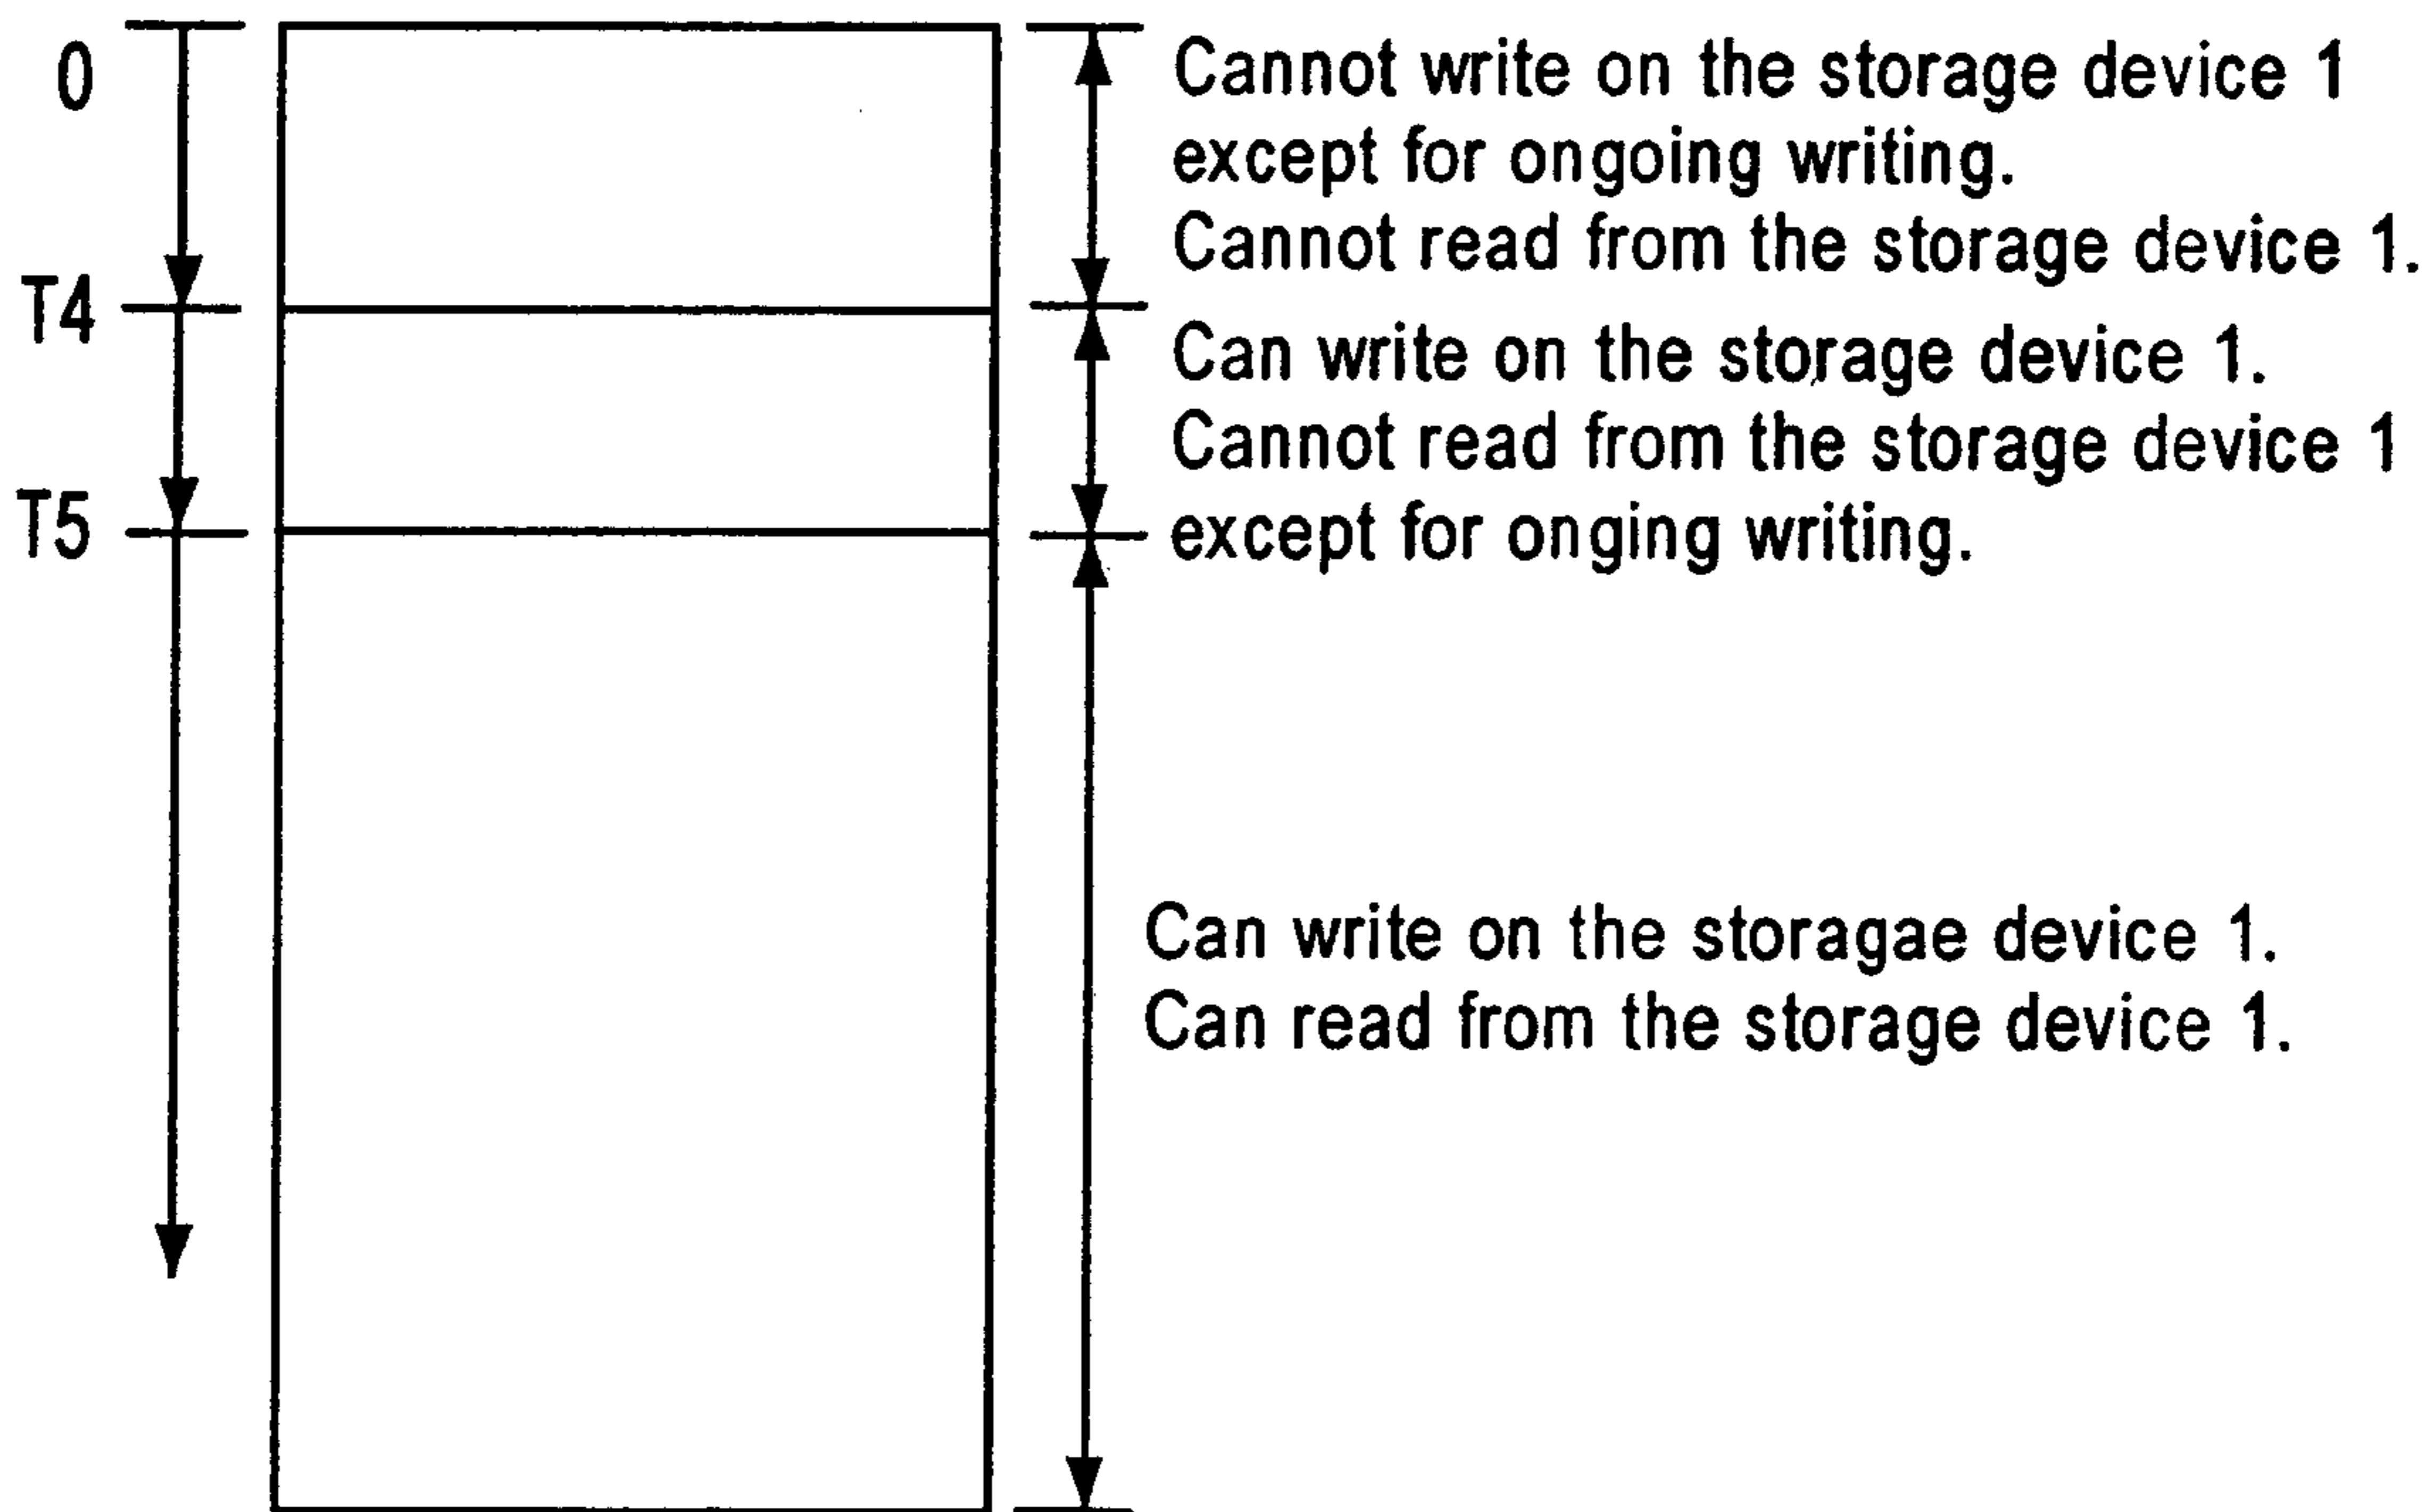 0
Cannot write on the storage device 1
except for ongoing writing.
Cannot read from the storage device 1.
T4
Can write on the storage device 1.
Cannot read from the storage device 1
except for onging writing.
T5
Can write on the storagae device 1.
Can read from the storage device 1.